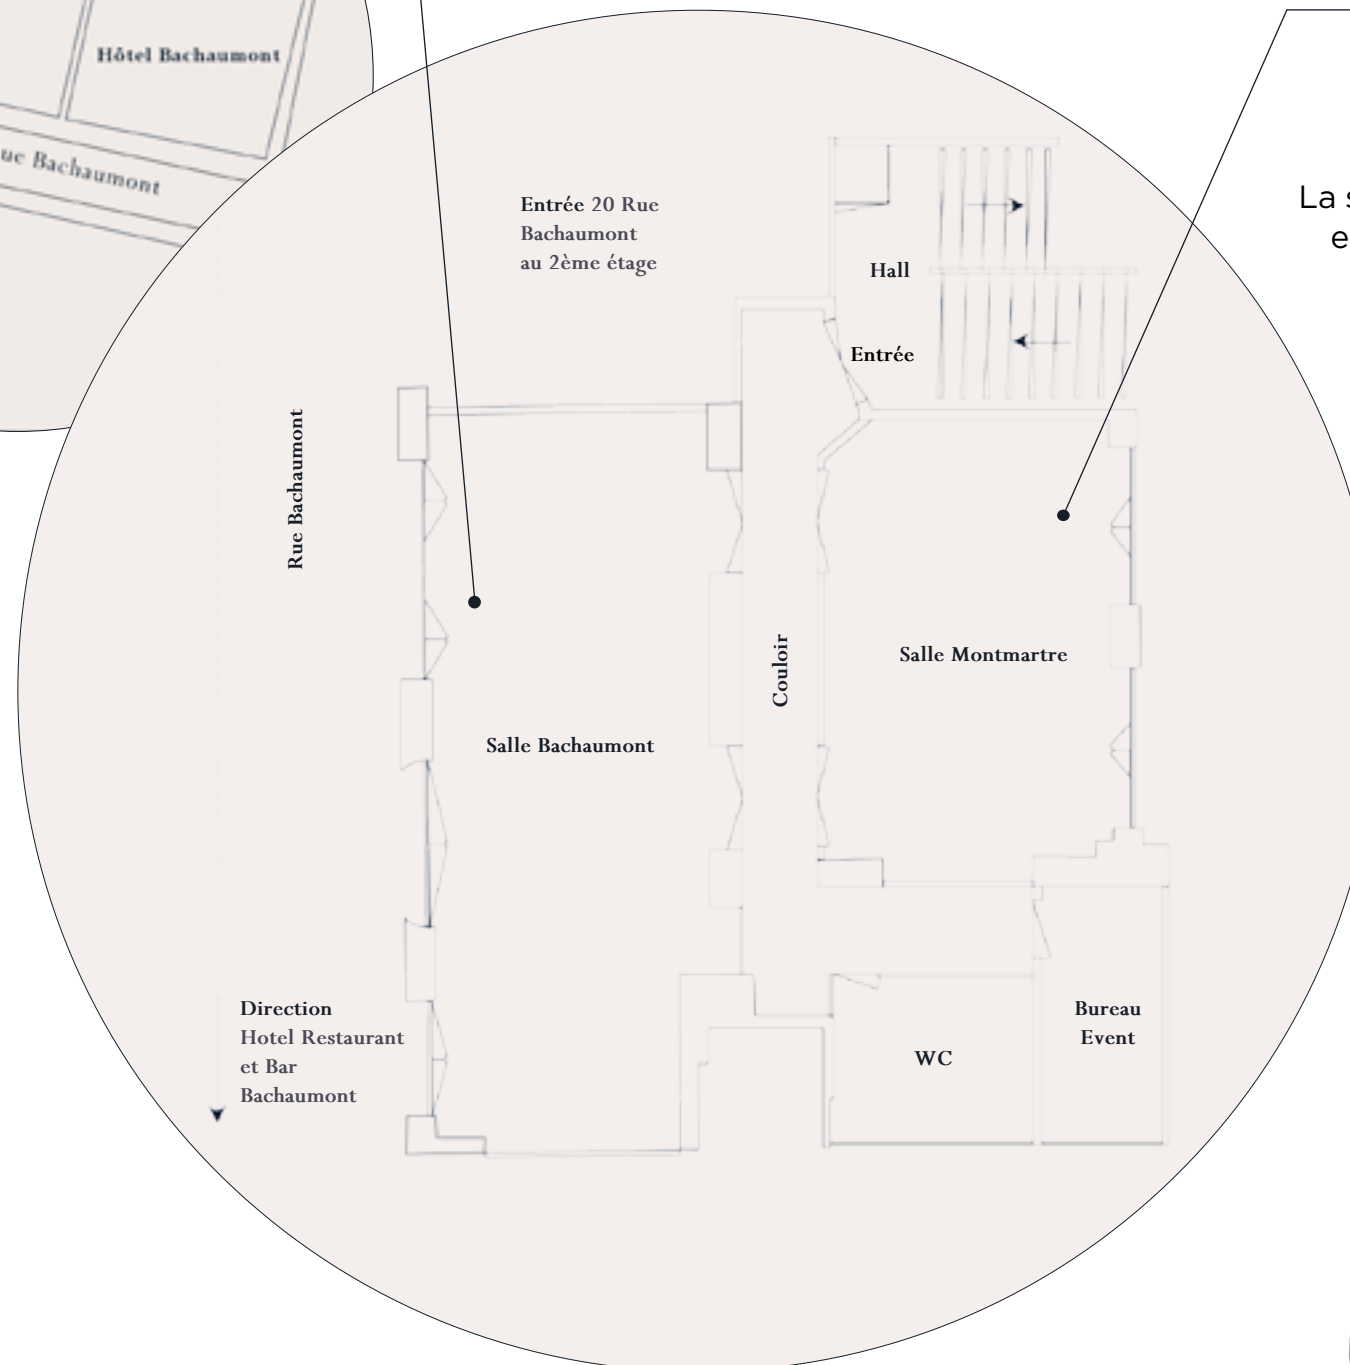 Hôtel Bachaumont
Bachaumont
Entrée 20 Rue
Bachaumont
au 2ème étage
La
Hall
Entrée
Rue Bachaumont
Couloir
Salle Montmartre
Salle Bachaumont
Direction
Hotel Restaurant
et Bar
Bachaumont
WC
Bureau
Event